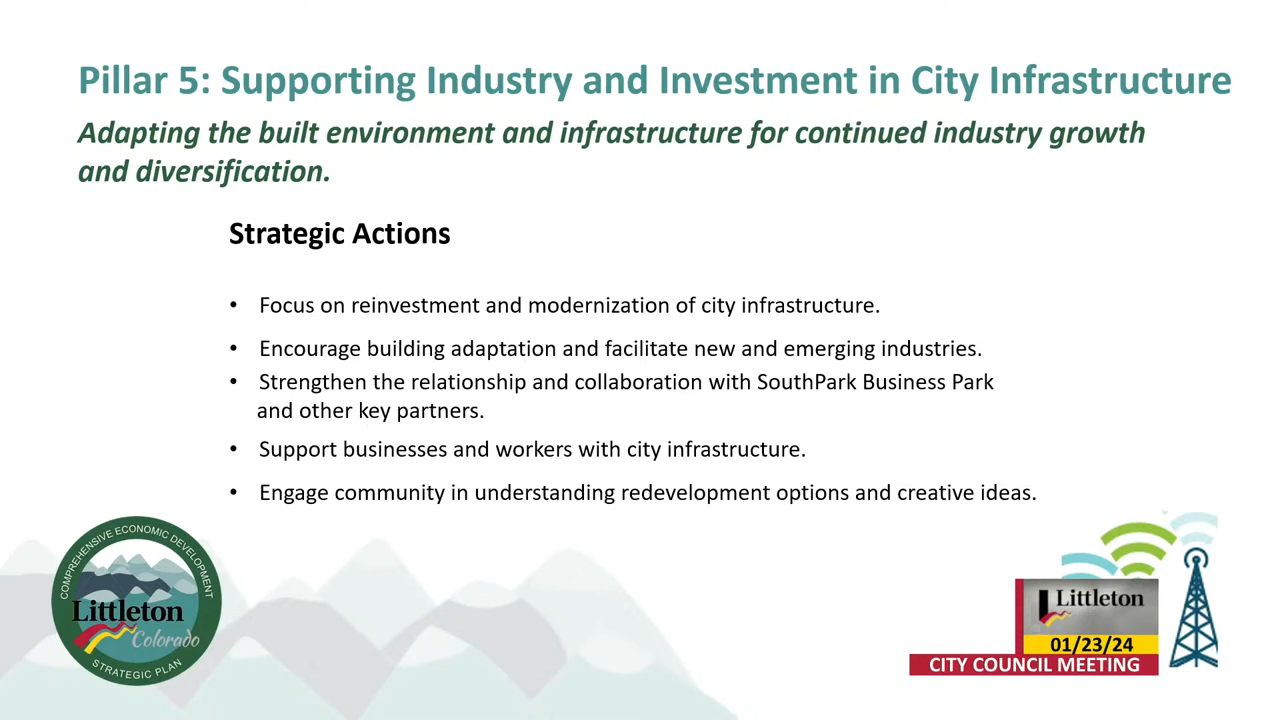 Pillar 5: Supporting Industry and Investment in City Infrastructure
Adapting the built environment and infrastructure for continued industry growth
and diversification.
Strategic Actions
• Focus on reinvestment and modernization of city infrastructure.
• Encourage building adaptation and facilitate new and emerging industries.
• Strengthen the relationship and collaboration with SouthPark Business Park
and other key partners.
• Support businesses and workers with city infrastructure.
• Engage community in understanding redevelopment options and creative ideas.
COMPREHENSIVE ECONOMIC DEVELOPMENT
Littleton
Colorado
STRATEGIC PLAN
Littleton
01/23/24
CITY COUNCIL MEETING